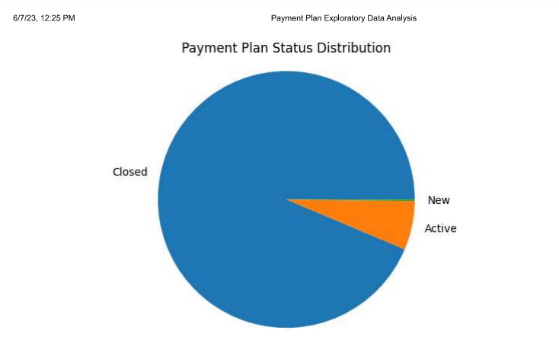 6/7/23, 12:25 PM Payment Plan Exploratory Data Analysis
Payment Plan Status Distribution
Closed
New
Active